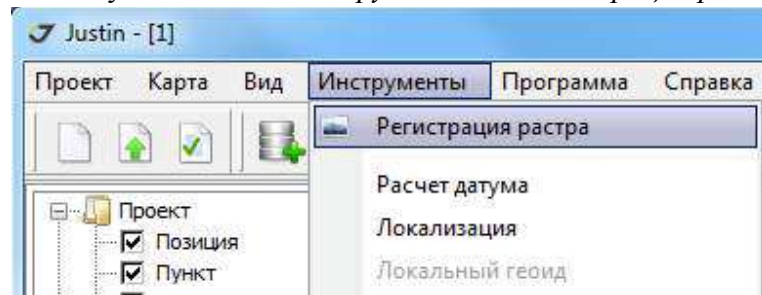 Justin - [1]
Проект Карта Вид Инструменты Программа Справка
Регистрация растра
Расчет датума
Проект
Позиция
Локализация
Пункт
Локальный геоид